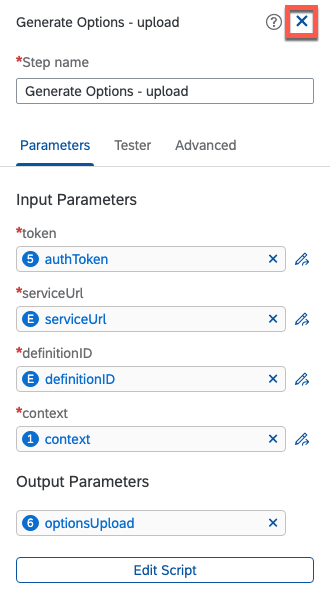 Generate Options - upload
*Step name
Generate Options - upload
Parameters Tester Advanced
Input Parameters
*token
5 authToken
*serviceUrl
E serviceUrl
*definitionID
E definitionID
*context
1 context
Output Parameters
6 optionsUpload
Edit Script